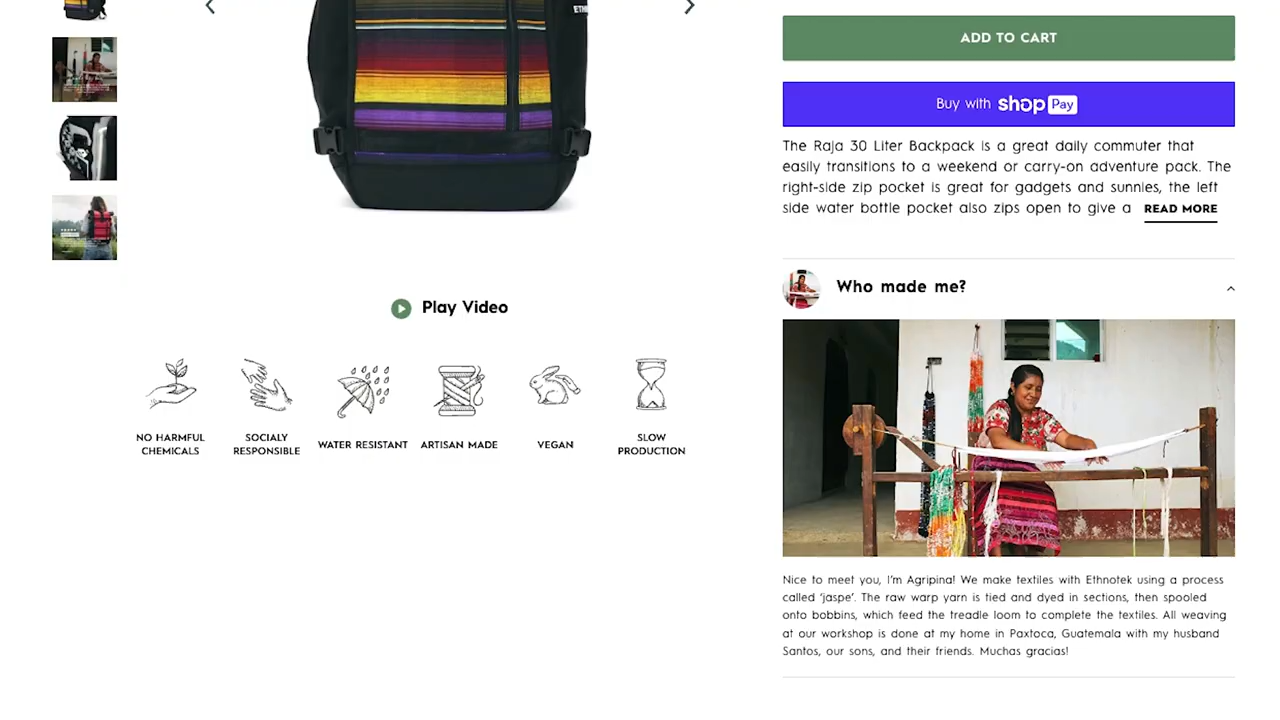 ADD TO CART
Buy with shop Pay
The Raja 30 Liter Backpack is a great daily commuter that
easily transitions to a weekend or carry-on adventure pack. The
right-side zip pocket is great for gadgets and sunnies, the left
side water bottle pocket also zips open to give a READ MORE
Who made me?
Play Video
NO HARMFUL
CHEMICALS
SOCIALY
RESPONSIBLE
WATER RESISTANT
ARTISAN MADE
VEGAN
SLOW
PRODUCTION
Nice to meet you, I'm Agripina! We make textiles with Ethnotek using a process
called 'jaspe'. The raw warp yarn is tied and dyed in sections, then spooled
onto bobbins, which feed the treadle loom to complete the textiles. All weaving
at our workshop is done at my home in Paxtoca, Guatemala with my husband
Santos, our sons, and their friends. Muchas gracias!